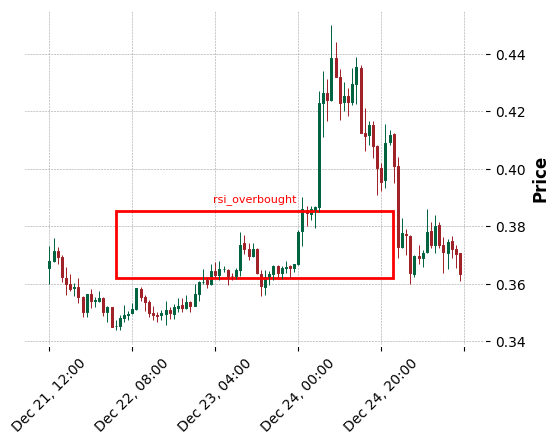 0.44
0.42
0.40
0.38
0.36
0.34
Price
rsi_overbought
Dec 21, 12:00
Dec 22, 08:00
Dec 23, 04:00
Dec 24, 00:00
Dec 24, 20:00